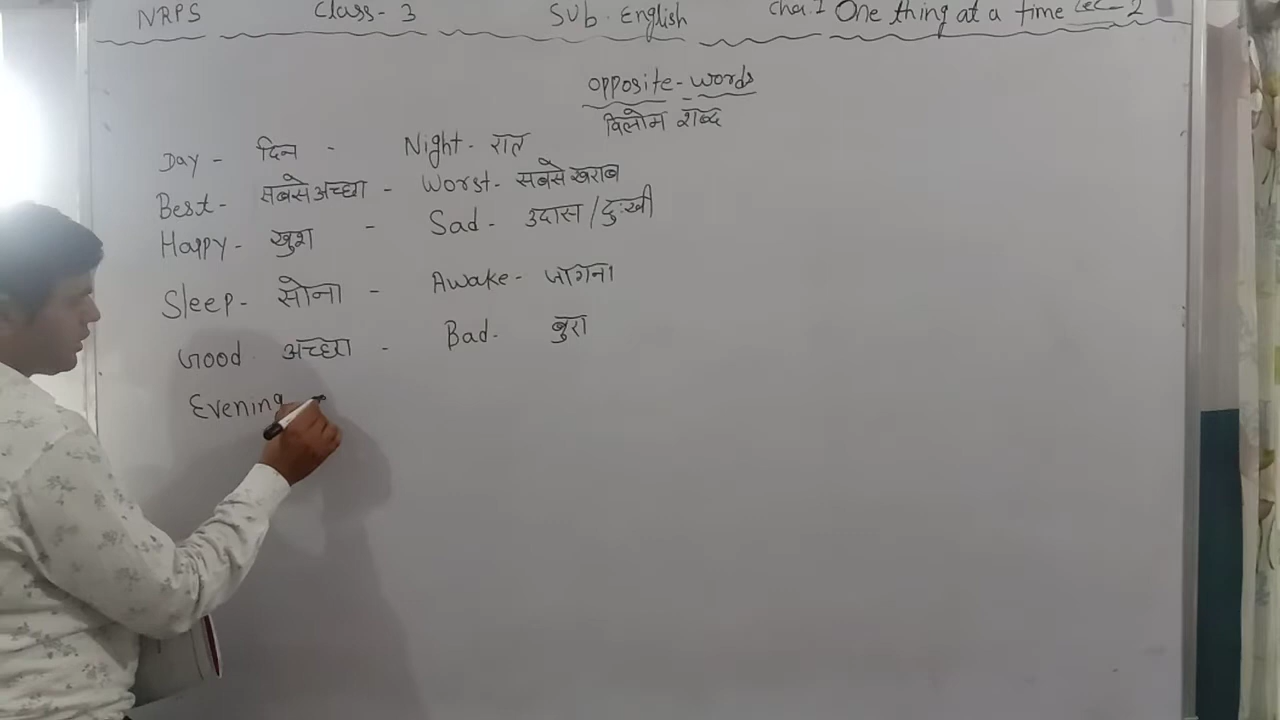 NRPS Class-3 Sub. English Cha.1 One thing at a time Lec-2
Opposite-words
विलोम शब्द
Day - दिन - Night - रात
Best - सबसे अच्छा - Worst - सबसे खराब
Happy - खुश - Sad - उदास/दुःखी
Sleep - सोना - Awake - जागना
Good. अच्छा - Bad. बुरा
Evening